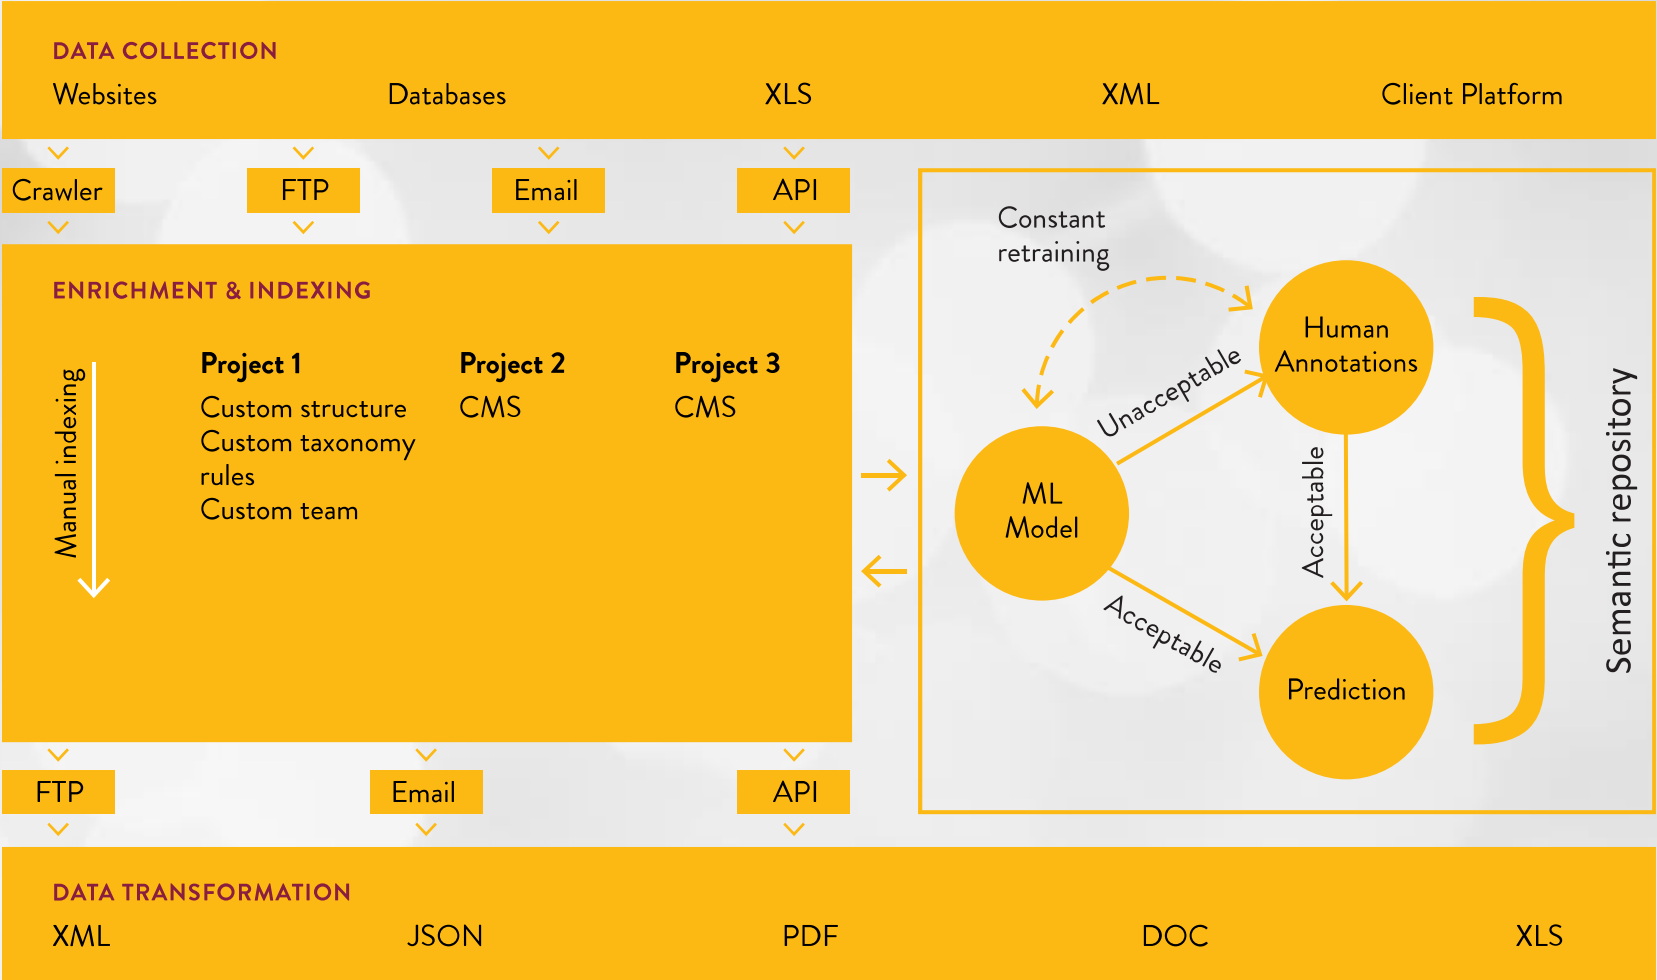 DATA COLLECTION
Websites
Databases
XLS
XML
Client Platform
Crawler
FTP
Email
API
ENRICHMENT & INDEXING
Manual indexing
Project 1
Custom structure
Custom taxonomy
rules
Custom team
Project 2
CMS
Project 3
CMS
Constant
retraining
Human
Annotations
Unacceptable
ML
Model
Acceptable
Acceptable
Prediction
Semantic repository
FTP
Email
API
DATA TRANSFORMATION
XML
JSON
PDF
DOC
XLS